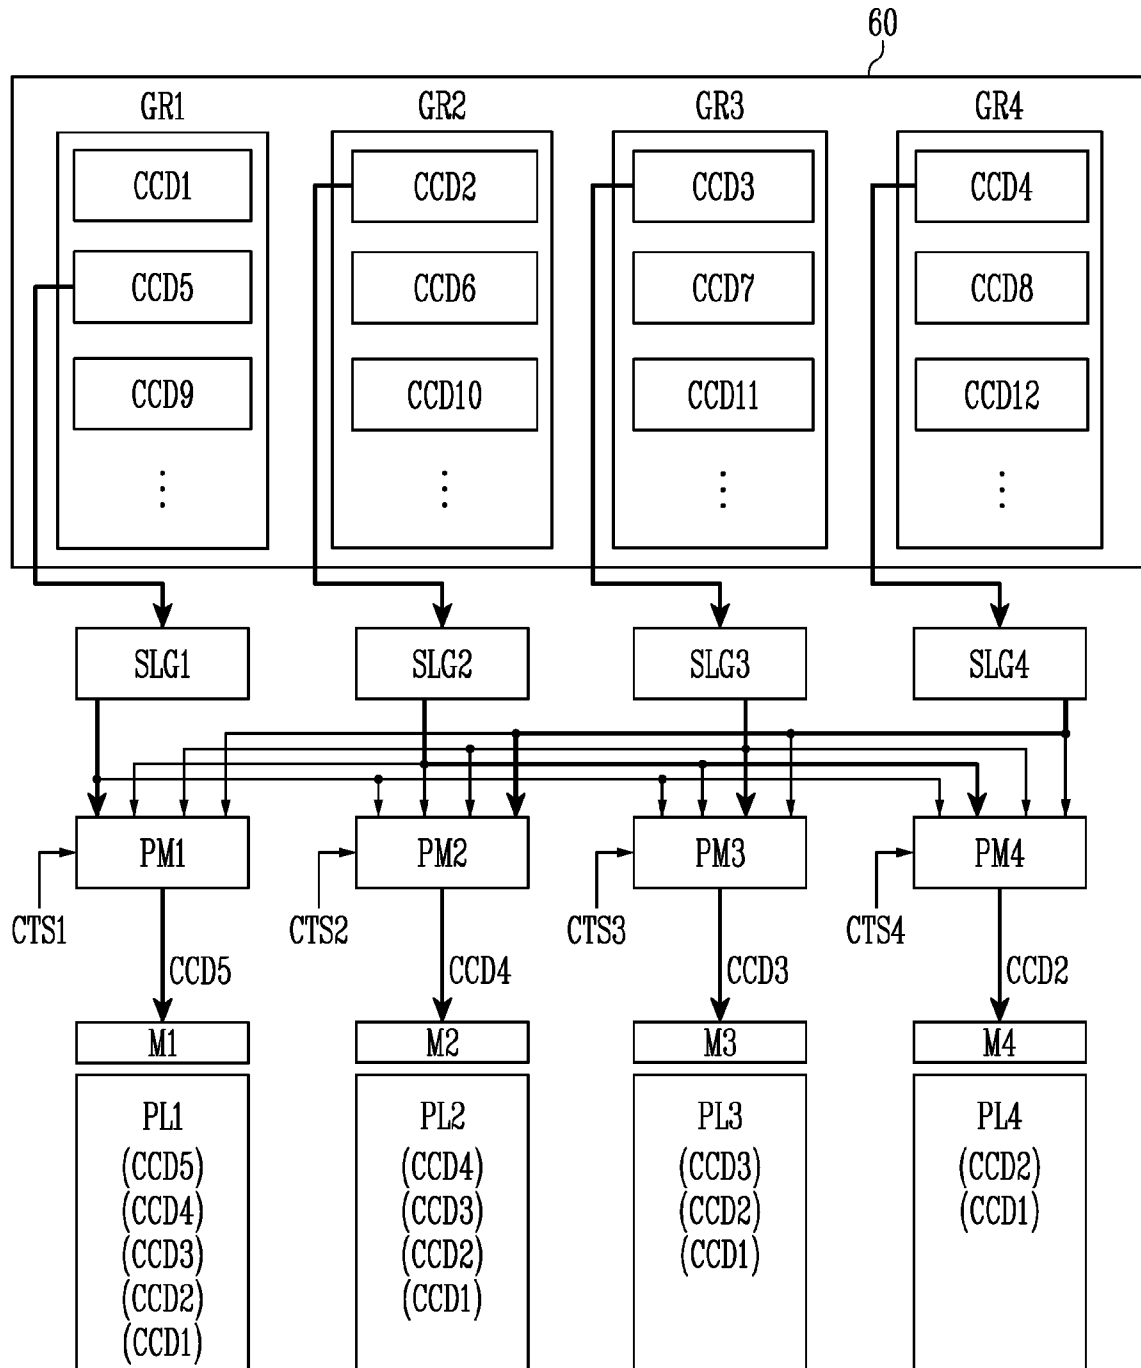 60
GR1 GR2 GR3 GR4
CCD1 CCD2 CCD3 CCD4
CCD5 CCD6 CCD7 CCD8
CCD9 CCD10 CCD11 CCD12
SLG1 SLG2 SLG3 SLG4
PM1 PM2 PM3 PM4
CTS1 CTS2 CTS3 CTS4
CCD5 CCD4 CCD3 CCD2
M1 M2 M3 M4
PL1 PL2 PL3 PL4
(CCD5) (CCD4) (CCD3) (CCD2)
(CCD4) (CCD3) (CCD2) (CCD1)
(CCD3) (CCD2) (CCD1)
(CCD2) (CCD1)
(CCD1)